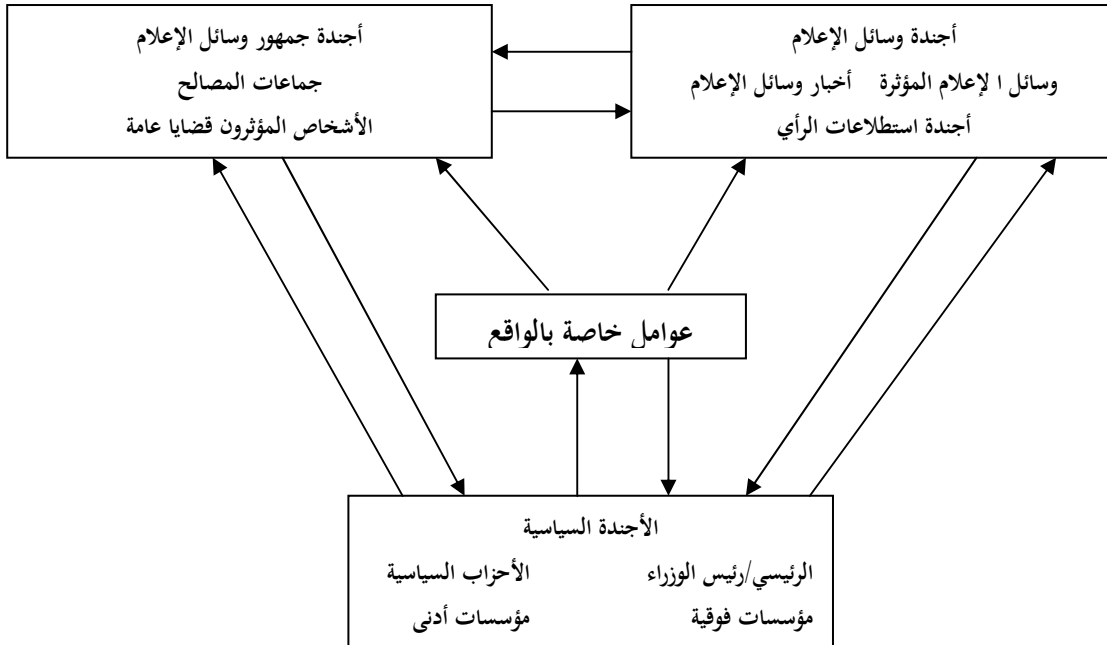 أجندة وسائل الإعلام
وسائل ا لإعلام المؤثرة أخبار وسائل الإعلام
أجندة استطلاعات الرأي
أجندة جمهور وسائل الإعلام
جماعات المصالح
الأشخاص المؤثرون قضايا عامة
عوامل خاصة بالواقع
الأجندة السياسية
الرئيسي/رئيس الوزراء الأحزاب السياسية
مؤسسات فوقية مؤسسات أدنى